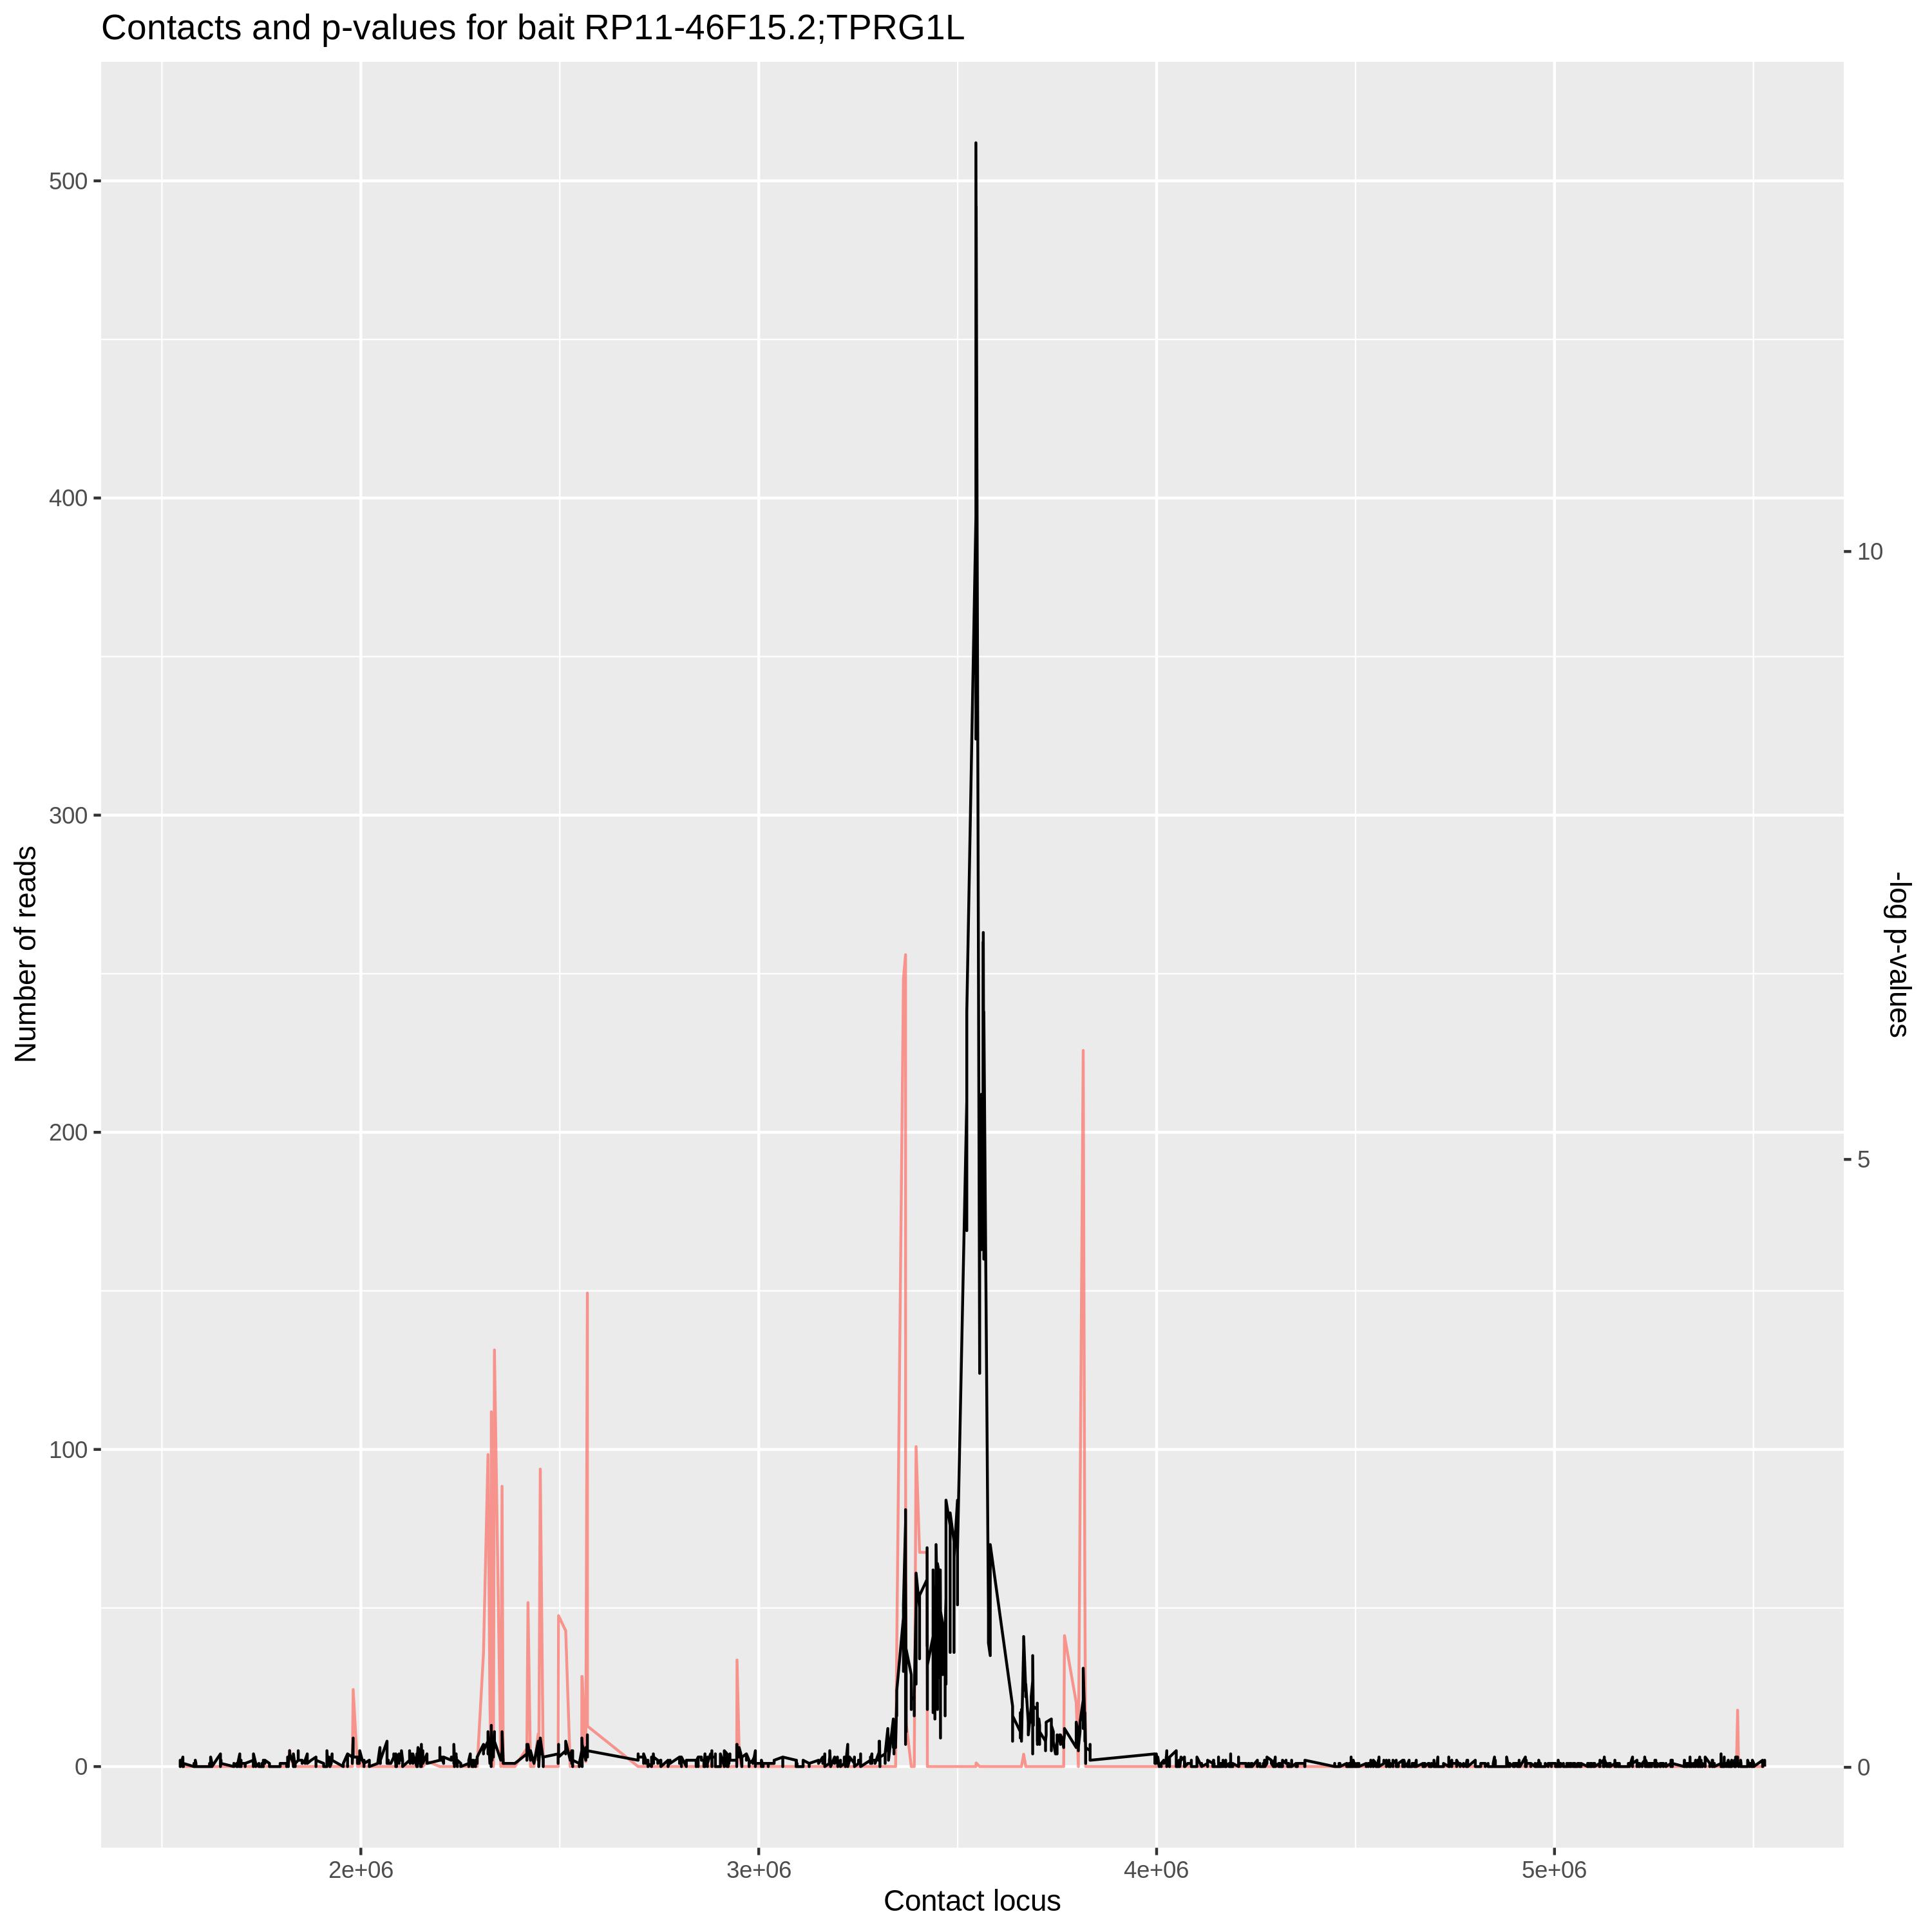 Contacts and p-values for bait RP11-46F15.2;TPRG1L
500
400
300
200
100
0
Number of reads
10
5
0
-log p-values
2e+06
3e+06
4e+06
5e+06
Contact locus